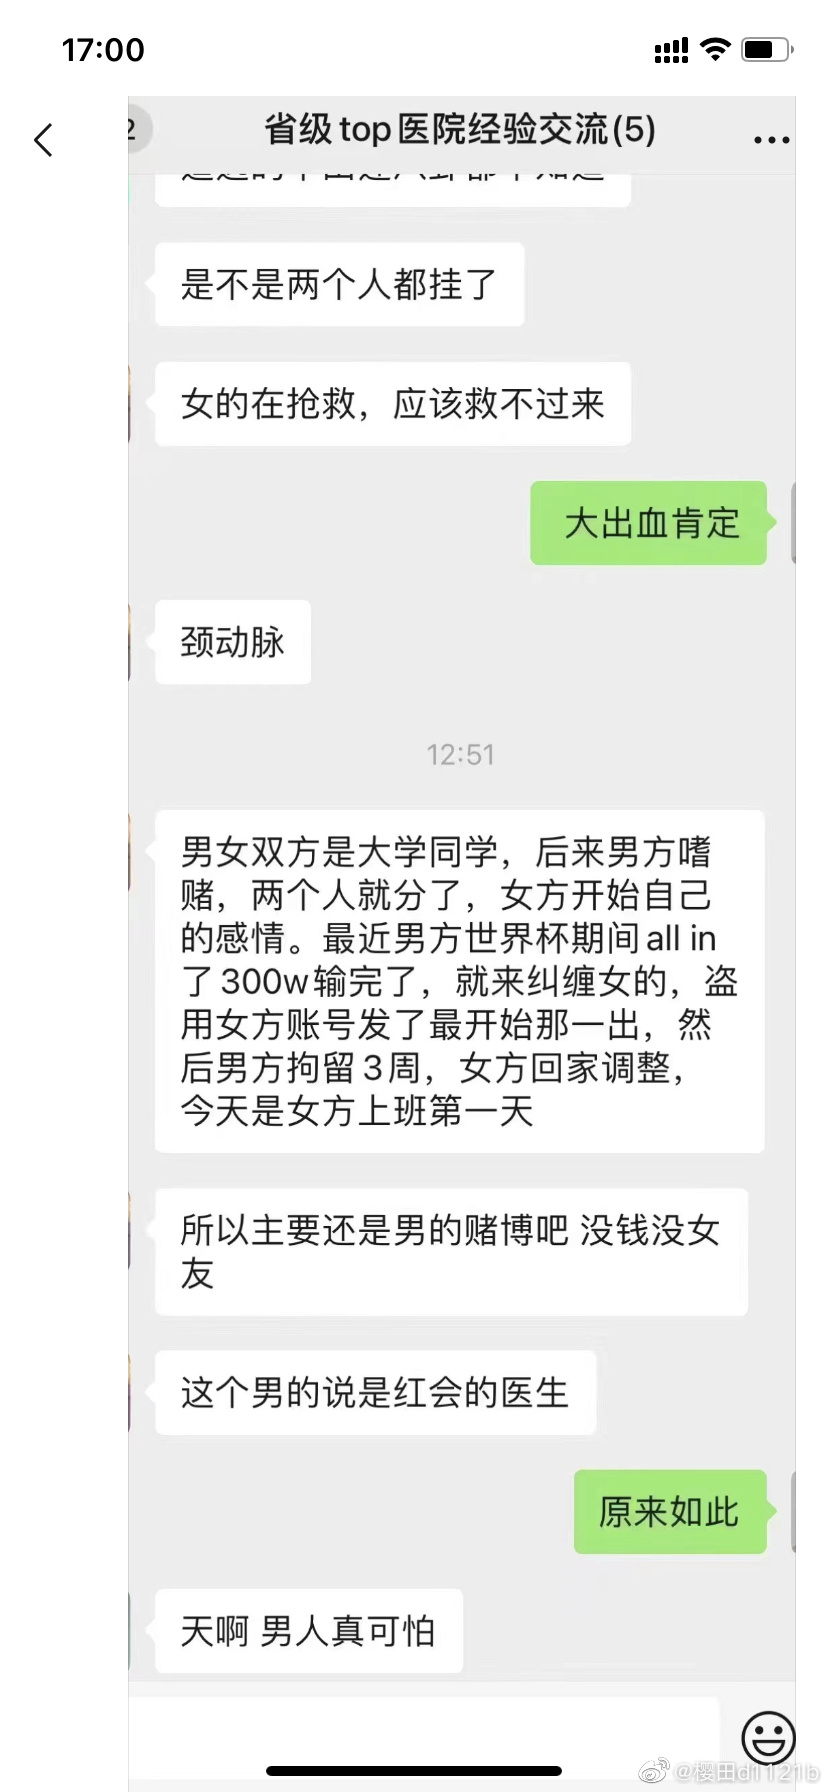 17:00
2
省级top医院经验交流(5)
是不是两个人都挂了
女的在抢救，应该救不过来
大出血肯定
颈动脉
12:51
男女双方是大学同学，后来男方嗜
赌，两个人就分了，女方开始自己
的感情。最近男方世界杯期间all in
了300w输完了，就来纠缠女的，盗
用女方账号发了最开始那一出，然
后男方拘留3周，女方回家调整，
今天是女方上班第一天
所以主要还是男的赌博吧 没钱没女
友
这个男的说是红会的医生
原来如此
天啊 男人真可怕
@樱田d1121b